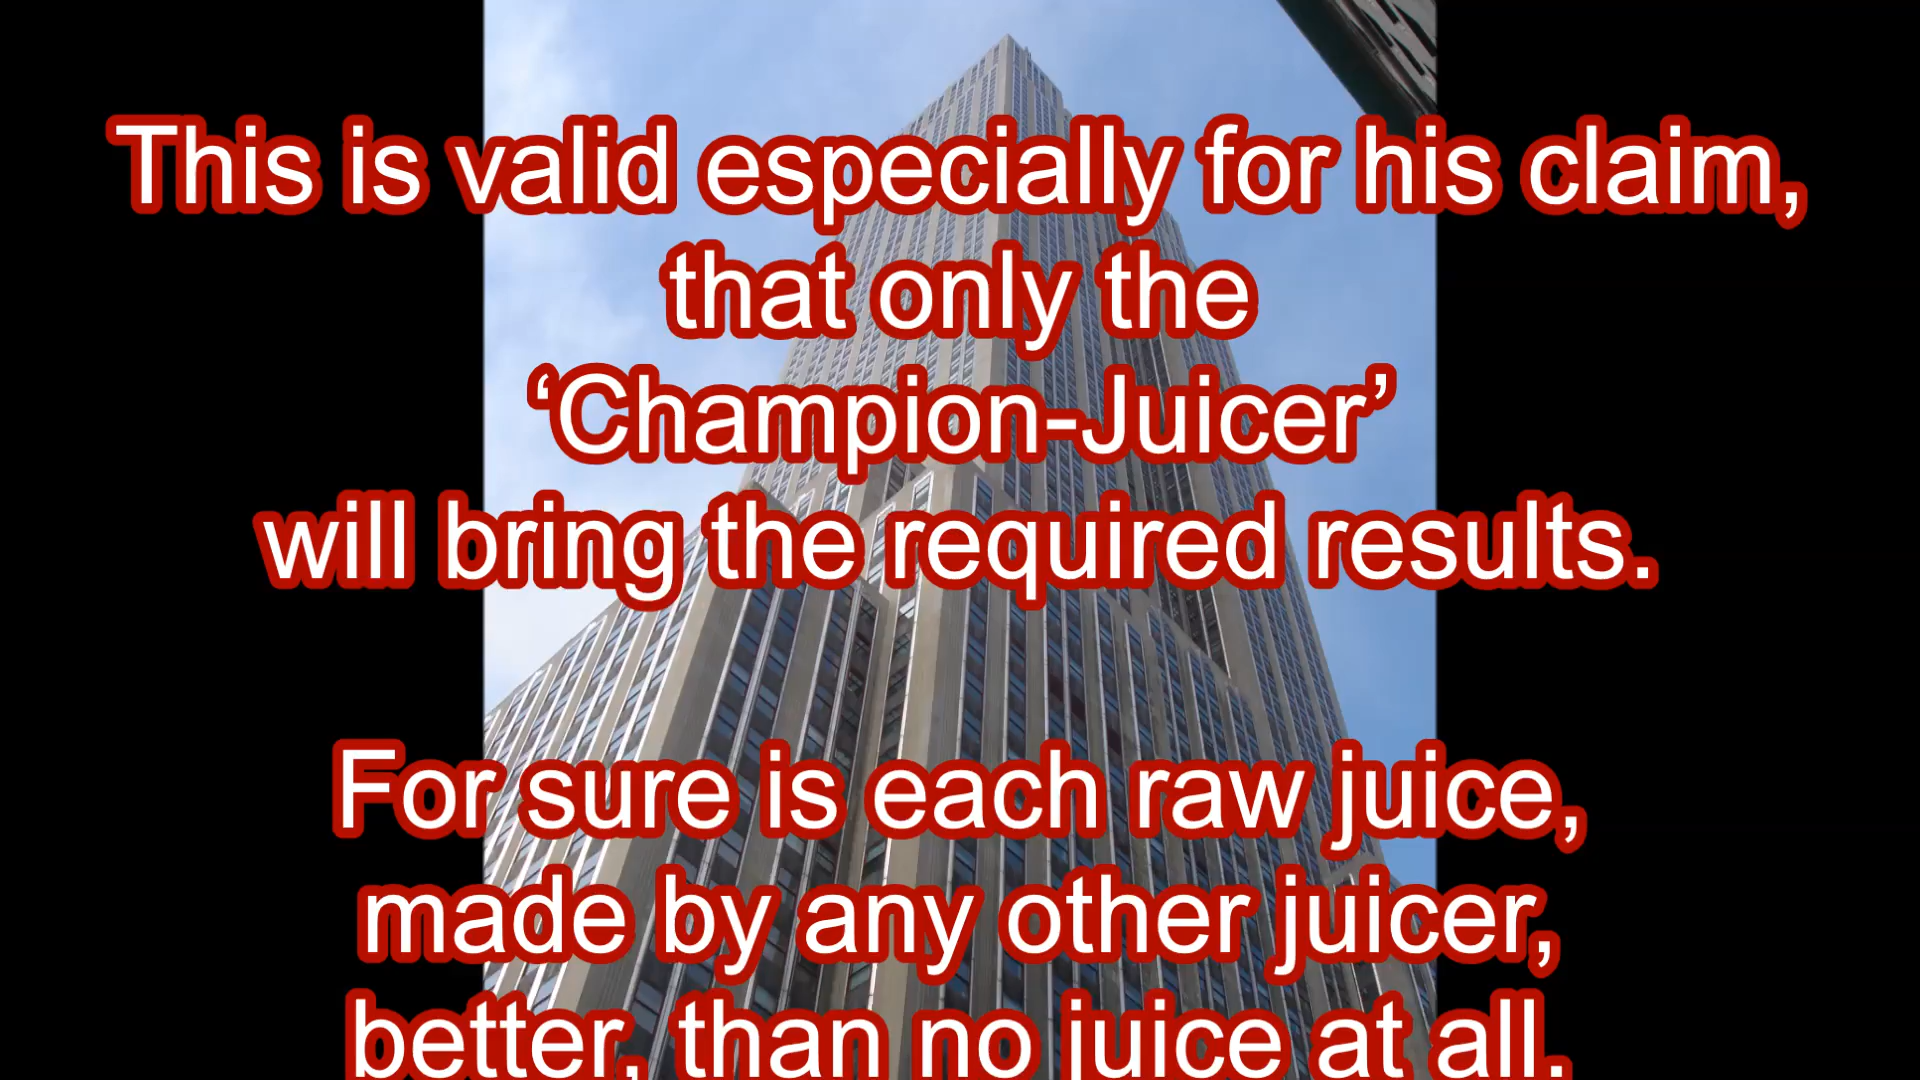 This is valid especially for his claim,
that only the
‘Champion-Juicer’
will bring the required results.
For sure is each raw juice,
made by any other juicer,
better, than no juice at all.